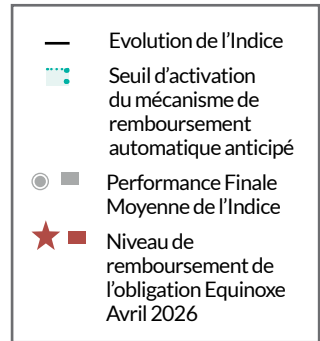 Evolution de l’Indice
Seuil d’activation
du mécanisme de
remboursement
automatique anticipé
Performance Finale
Moyenne de l’Indice
Niveau de
remboursement de
l’obligation Equinoxe
Avril 2026